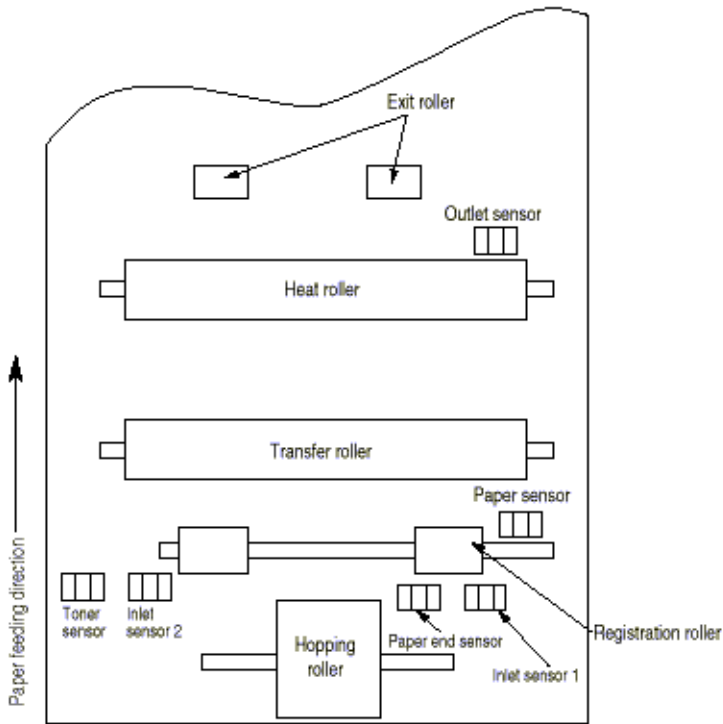 Exit roller
Outlet sensor
Heat roller
Transfer roller
Paper sensor
Paper feeding direction
Toner
sensor
Inlet
sensor 2
Paper end sensor
Registration roller
Hopping
roller
Inlet sensor 1